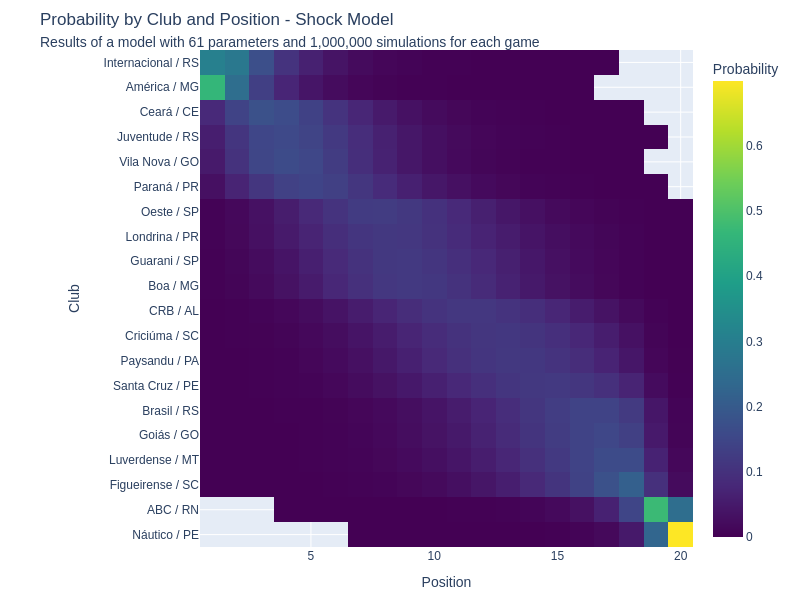 Probability by Club and Position - Shock Model
Results of a model with 61 parameters and 1,000,000 simulations for each game
Probability
Internacional / RS
América / MG
Ceará / CE
Juventude / RS
Vila Nova / GO
Paraná / PR
Oeste / SP
Londrina / PR
Guarani / SP
Boa / MG
CRB / AL
Criciúma / SC
Paysandu / PA
Santa Cruz / PE
Brasil / RS
Goiás / GO
Luverdense / MT
Figueirense / SC
ABC / RN
Náutico / PE
Club
5
10
15
20
Position
0.6
0.5
0.4
0.3
0.2
0.1
0